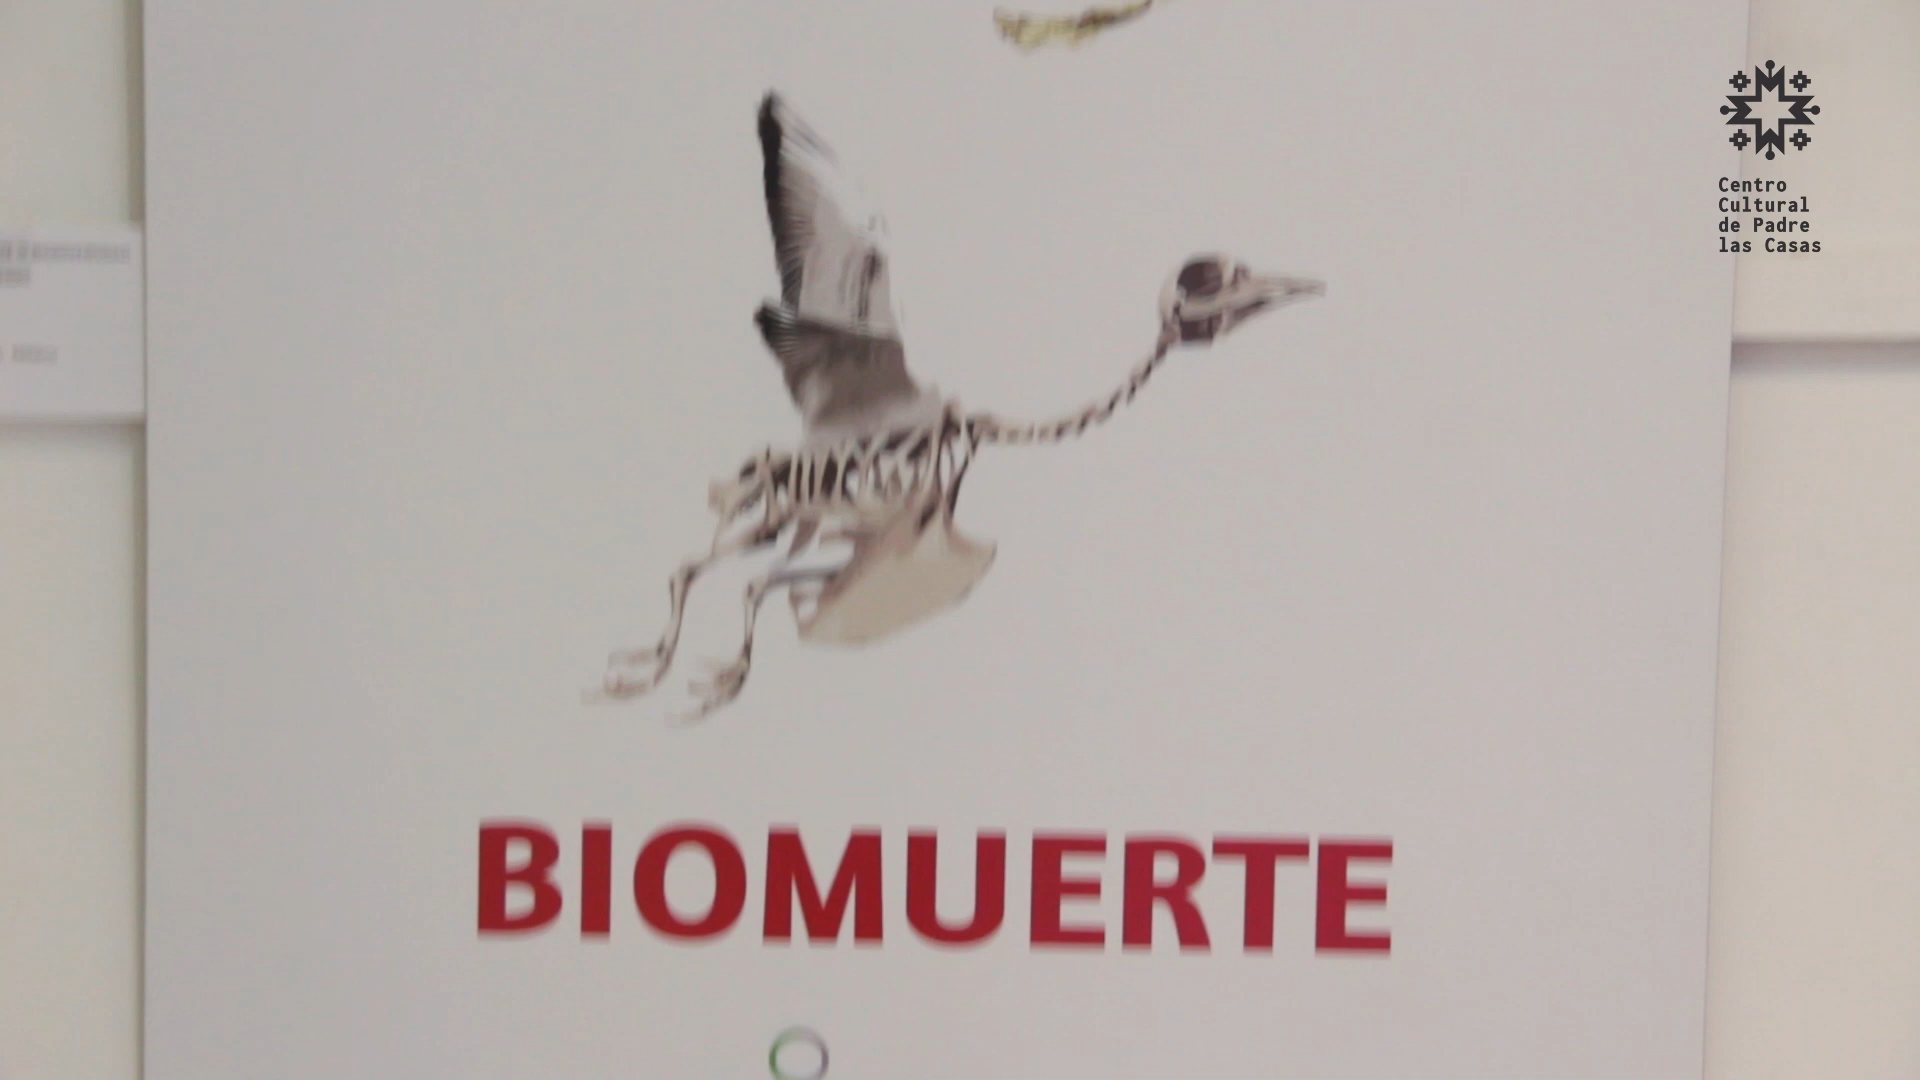 Centro
Cultural
de Padre
las Casas
BIOMUERTE